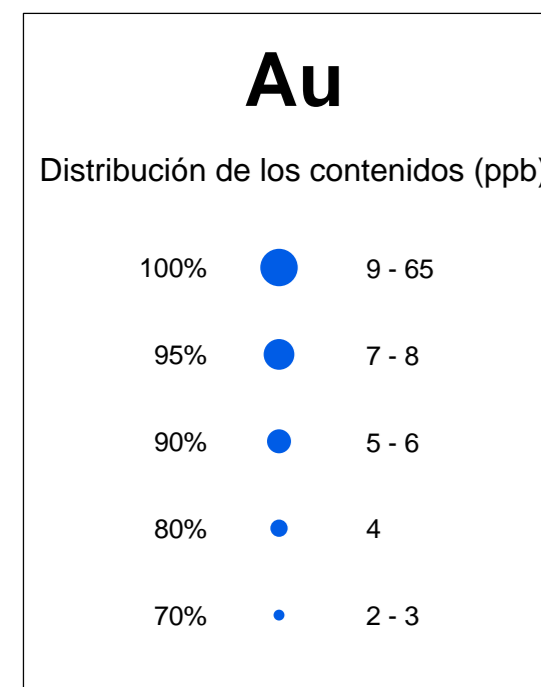 Au
Distribución de los contenidos (ppb)
100% 9 - 65
95% 7 - 8
90% 5 - 6
80% 4
70% 2 - 3